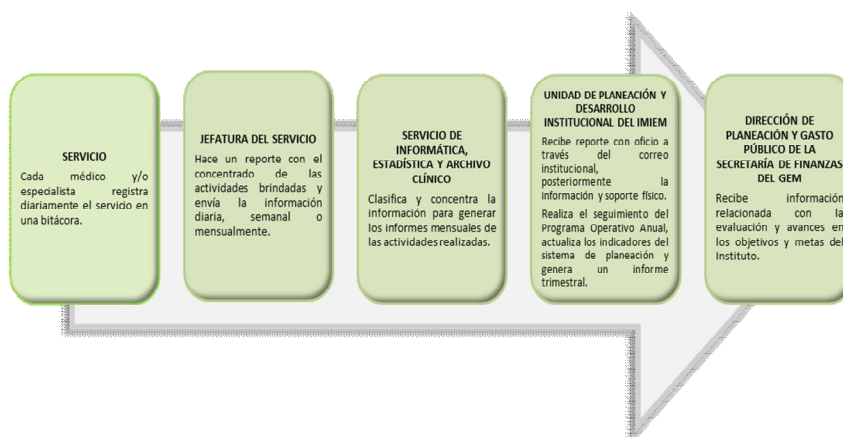 SERVICIO
Cada médico y/o
especialista registra
diariamente el servicio en
una bitácora.
JEFATURA DEL SERVICIO
Hace un reporte con el
concentrado de las
actividades brindadas y
envía la información
diaria, semanal o
mensualmente.
SERVICIO DE
INFORMÁTICA,
ESTADÍSTICA Y ARCHIVO
CLÍNICO
Clasifica y concentra la
información para generar
los informes mensuales de
las actividades realizadas.
UNIDAD DE PLANEACIÓN Y
DESARROLLO
INSTITUCIONAL DEL IMIEM
Recibe reporte con oficio a
través del correo
institucional,
posteriormente la
información y soporte físico.
Realiza el seguimiento del
Programa Operativo Anual,
actualiza los indicadores del
sistema de planeación y
genera un informe
trimestral.
DIRECCIÓN DE
PLANEACIÓN Y GASTO
PÚBLICO DE LA
SECRETARÍA DE FINANZAS
DEL GEM
Recibe información
relacionada con la
evaluación y avances en
los objetivos y metas del
Instituto.